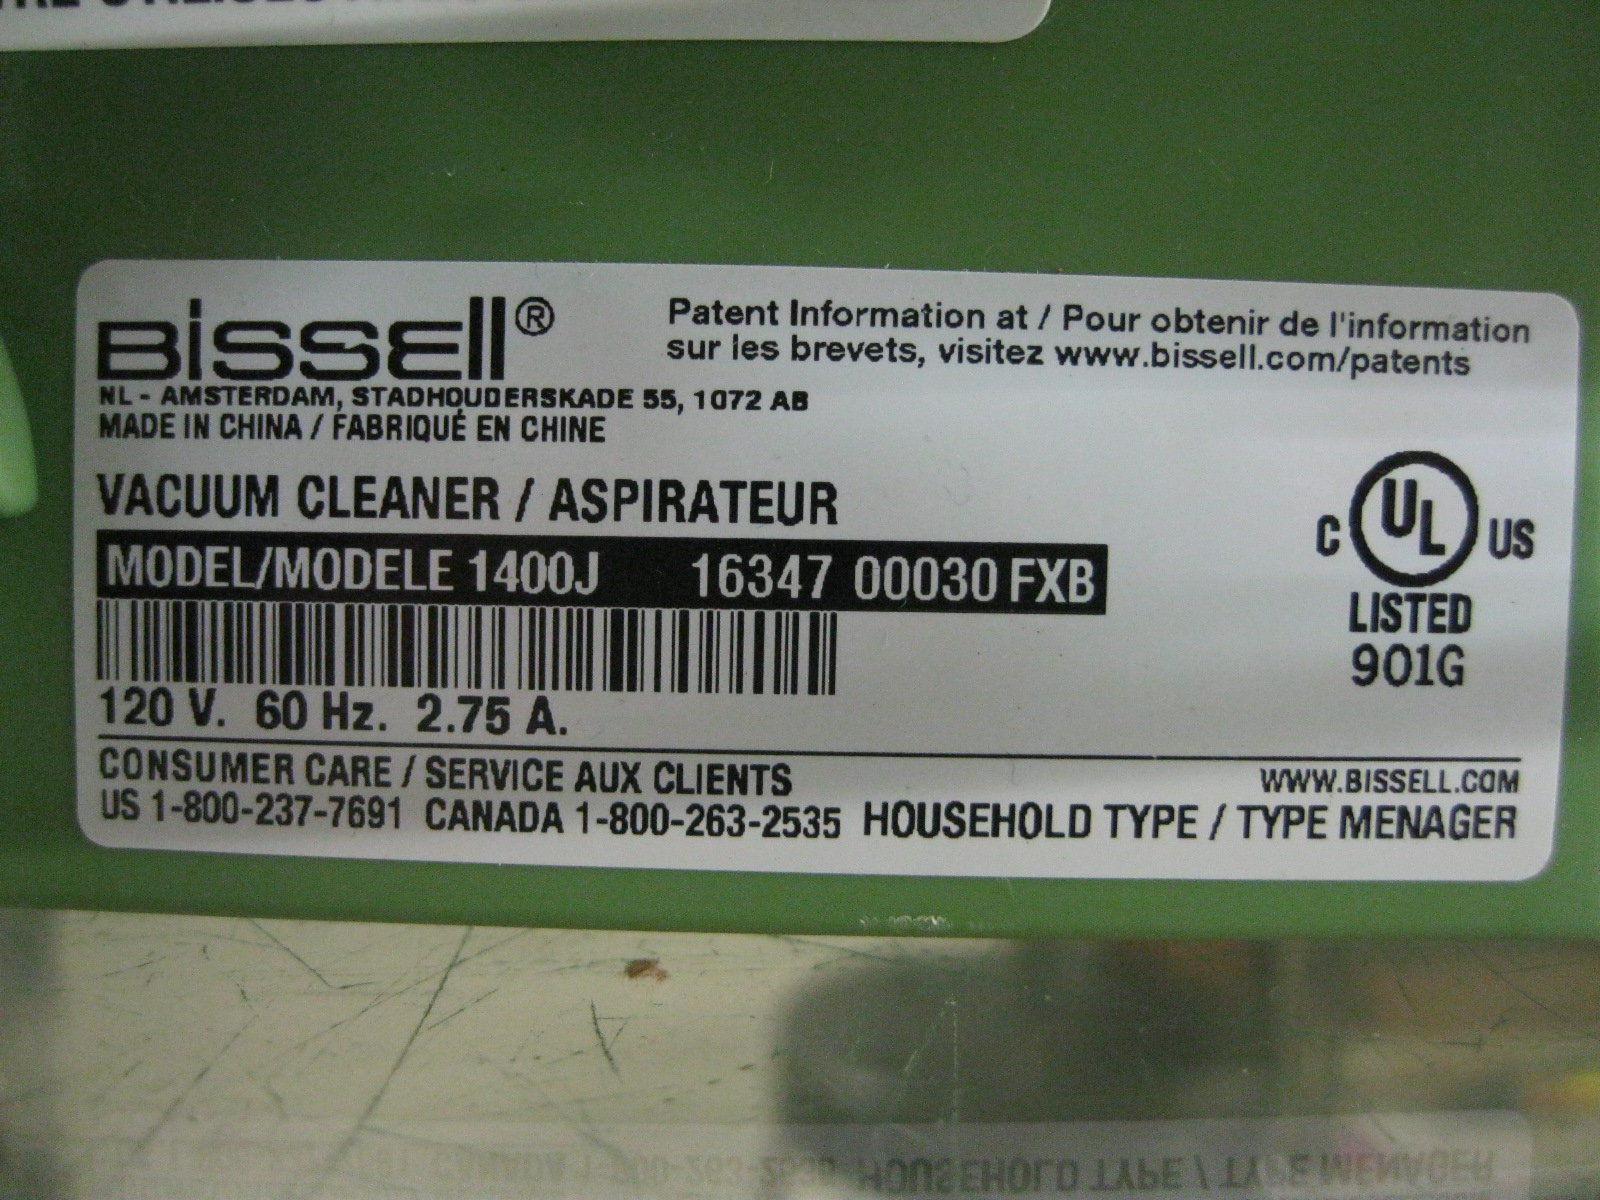 BISSELL®
Patent Information at / Pour obtenir de l'information
sur les brevets, visitez www.bissell.com/patents
NL - AMSTERDAM, STADHOUDERSKADE 55, 1072 AB
MADE IN CHINA / FABRIQUÉ EN CHINE
VACUUM CLEANER / ASPIRATEUR
MODEL/MODELE 1400J 16347 00030 FXB
C UL US
LISTED
901G
120 V. 60 Hz. 2.75 A.
CONSUMER CARE / SERVICE AUX CLIENTS
WWW.BISSELL.COM
US 1-800-237-7691 CANADA 1-800-263-2535 HOUSEHOLD TYPE / TYPE MENAGER